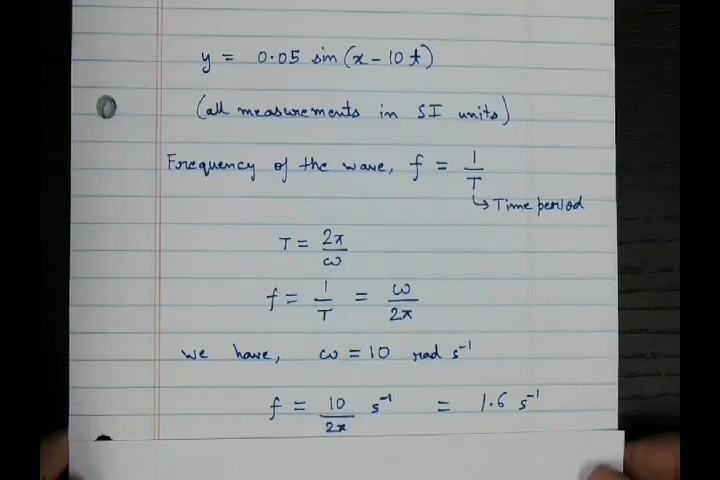 y = 0.05 sin (x - 10 t)
(all measurements in SI units)
Frequency of the wave, f = 1/T
↳ Time period
T = 2π/ω
f = 1/T = ω/2π
we have, ω = 10 rad s⁻¹
f = 10/2π s⁻¹ = 1.6 s⁻¹